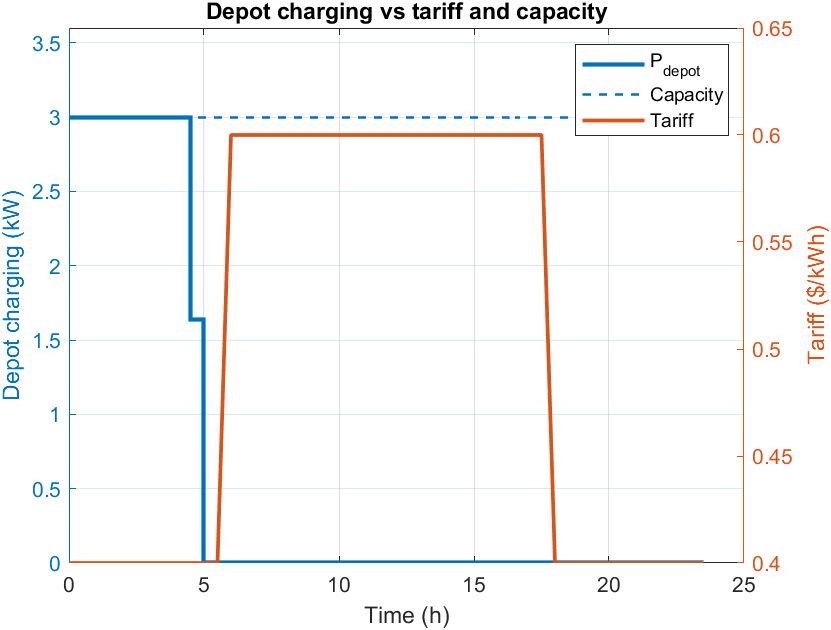 Depot charging vs tariff and capacity
3.5
3
2.5
2
1.5
1
0.5
0
Depot charging (kW)
P_depot
Capacity
Tariff
0.65
0.6
0.55
0.5
0.45
0.4
Tariff ($/kWh)
0 5 10 15 20 25
Time (h)